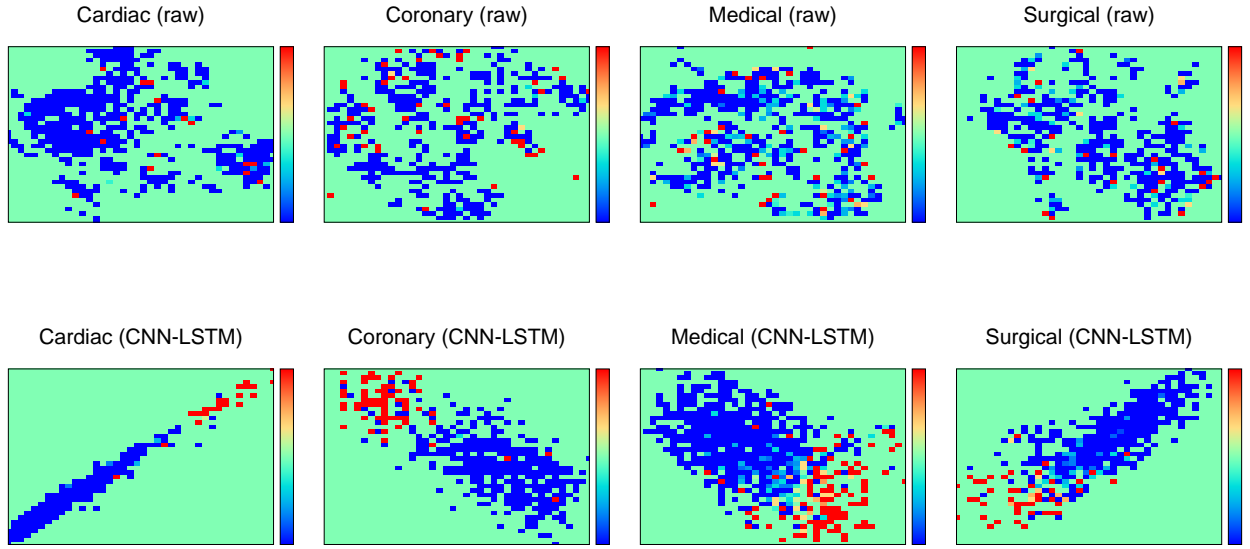 Cardiac (raw)
Coronary (raw)
Medical (raw)
Surgical (raw)
Cardiac (CNN-LSTM)
Coronary (CNN-LSTM)
Medical (CNN-LSTM)
Surgical (CNN-LSTM)